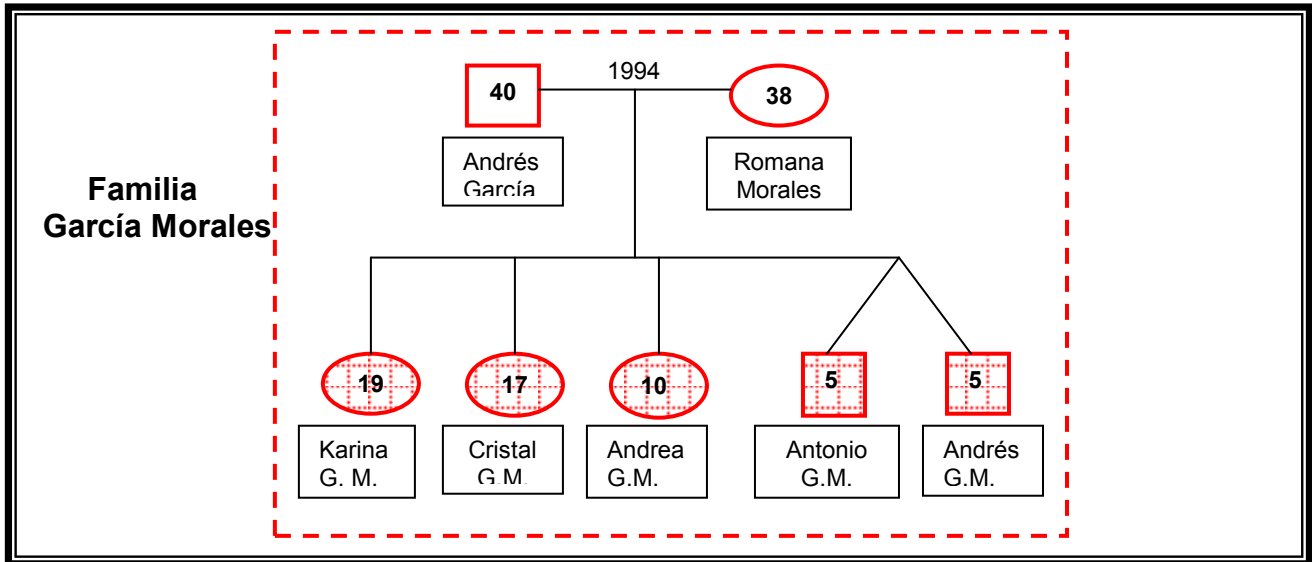 1994
40
38
Andrés
García
Romana
Morales
Familia
García Morales
19
17
10
5
5
Karina
G. M.
Cristal
G.M.
Andrea
G.M.
Antonio
G.M.
Andrés
G.M.